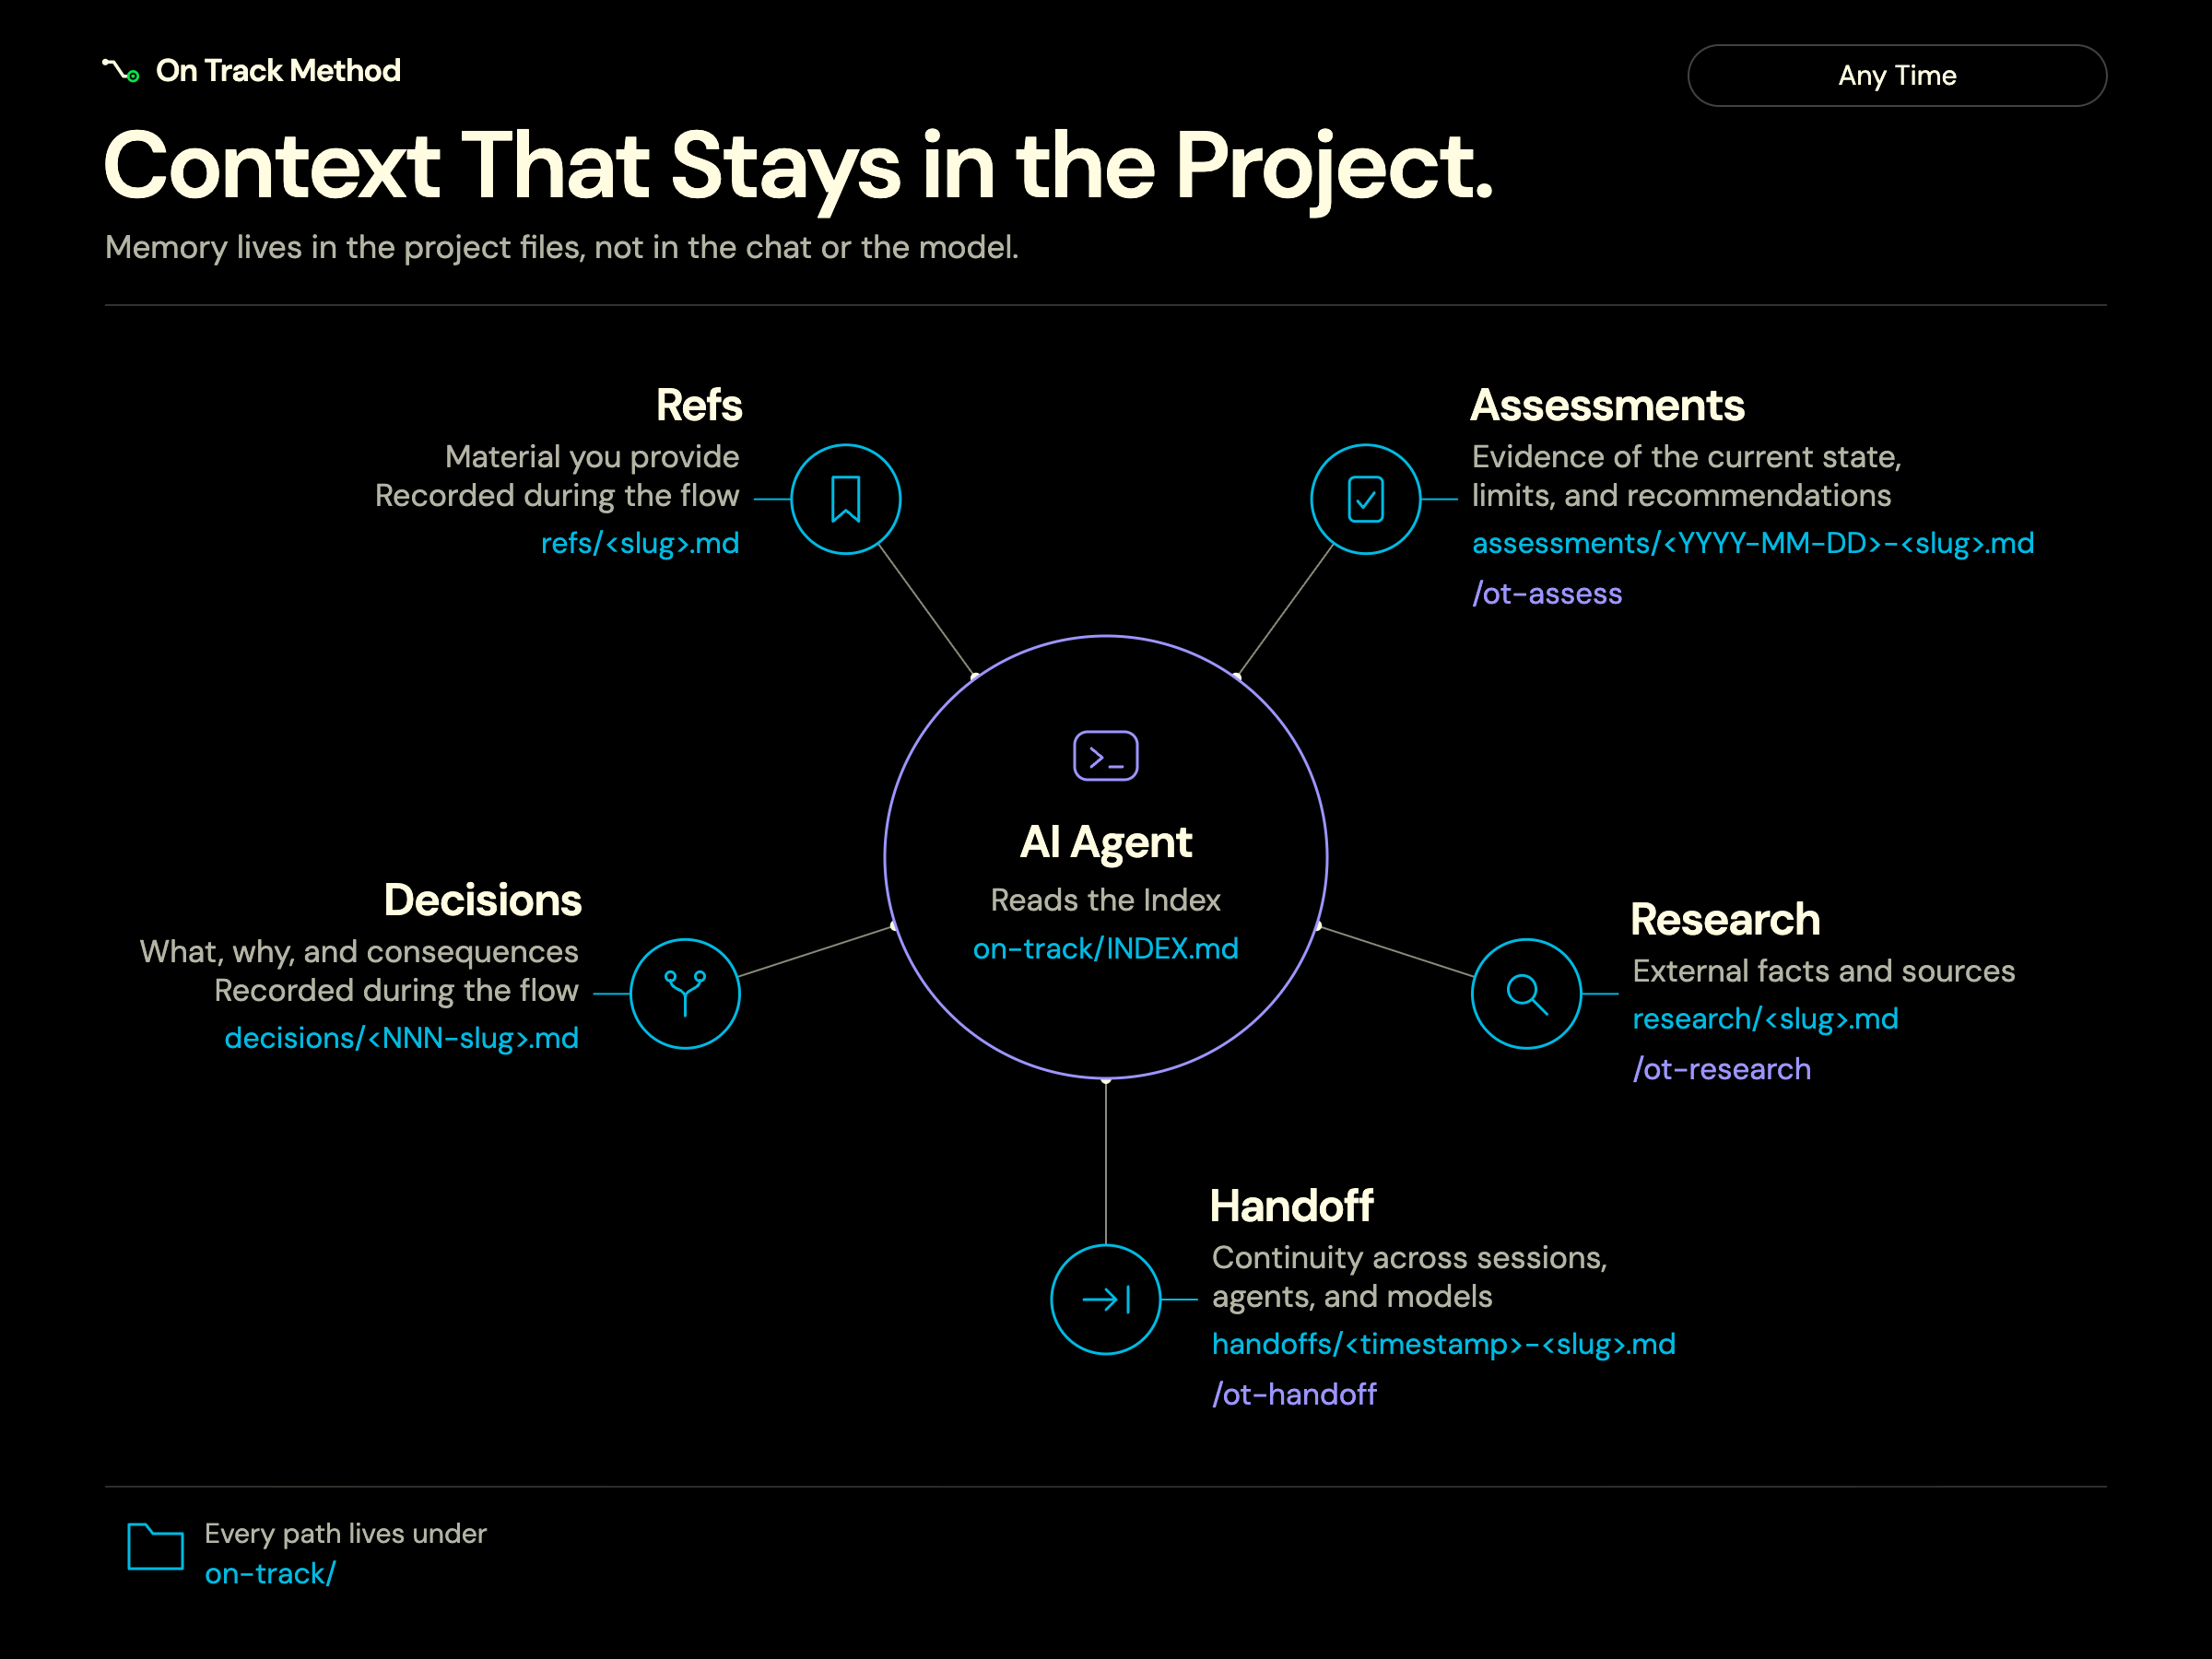 On Track Method
Any Time
Context That Stays in the Project.
Memory lives in the project files, not in the chat or the model.
Refs
Material you provide
Recorded during the flow
refs/<slug>.md
Assessments
Evidence of the current state,
limits, and recommendations
assessments/<YYYY-MM-DD>-<slug>.md
/ot-assess
AI Agent
Reads the Index
on-track/INDEX.md
Decisions
What, why, and consequences
Recorded during the flow
decisions/<NNN-slug>.md
Research
External facts and sources
research/<slug>.md
/ot-research
Handoff
Continuity across sessions,
agents, and models
handoffs/<timestamp>-<slug>.md
/ot-handoff
Every path lives under
on-track/